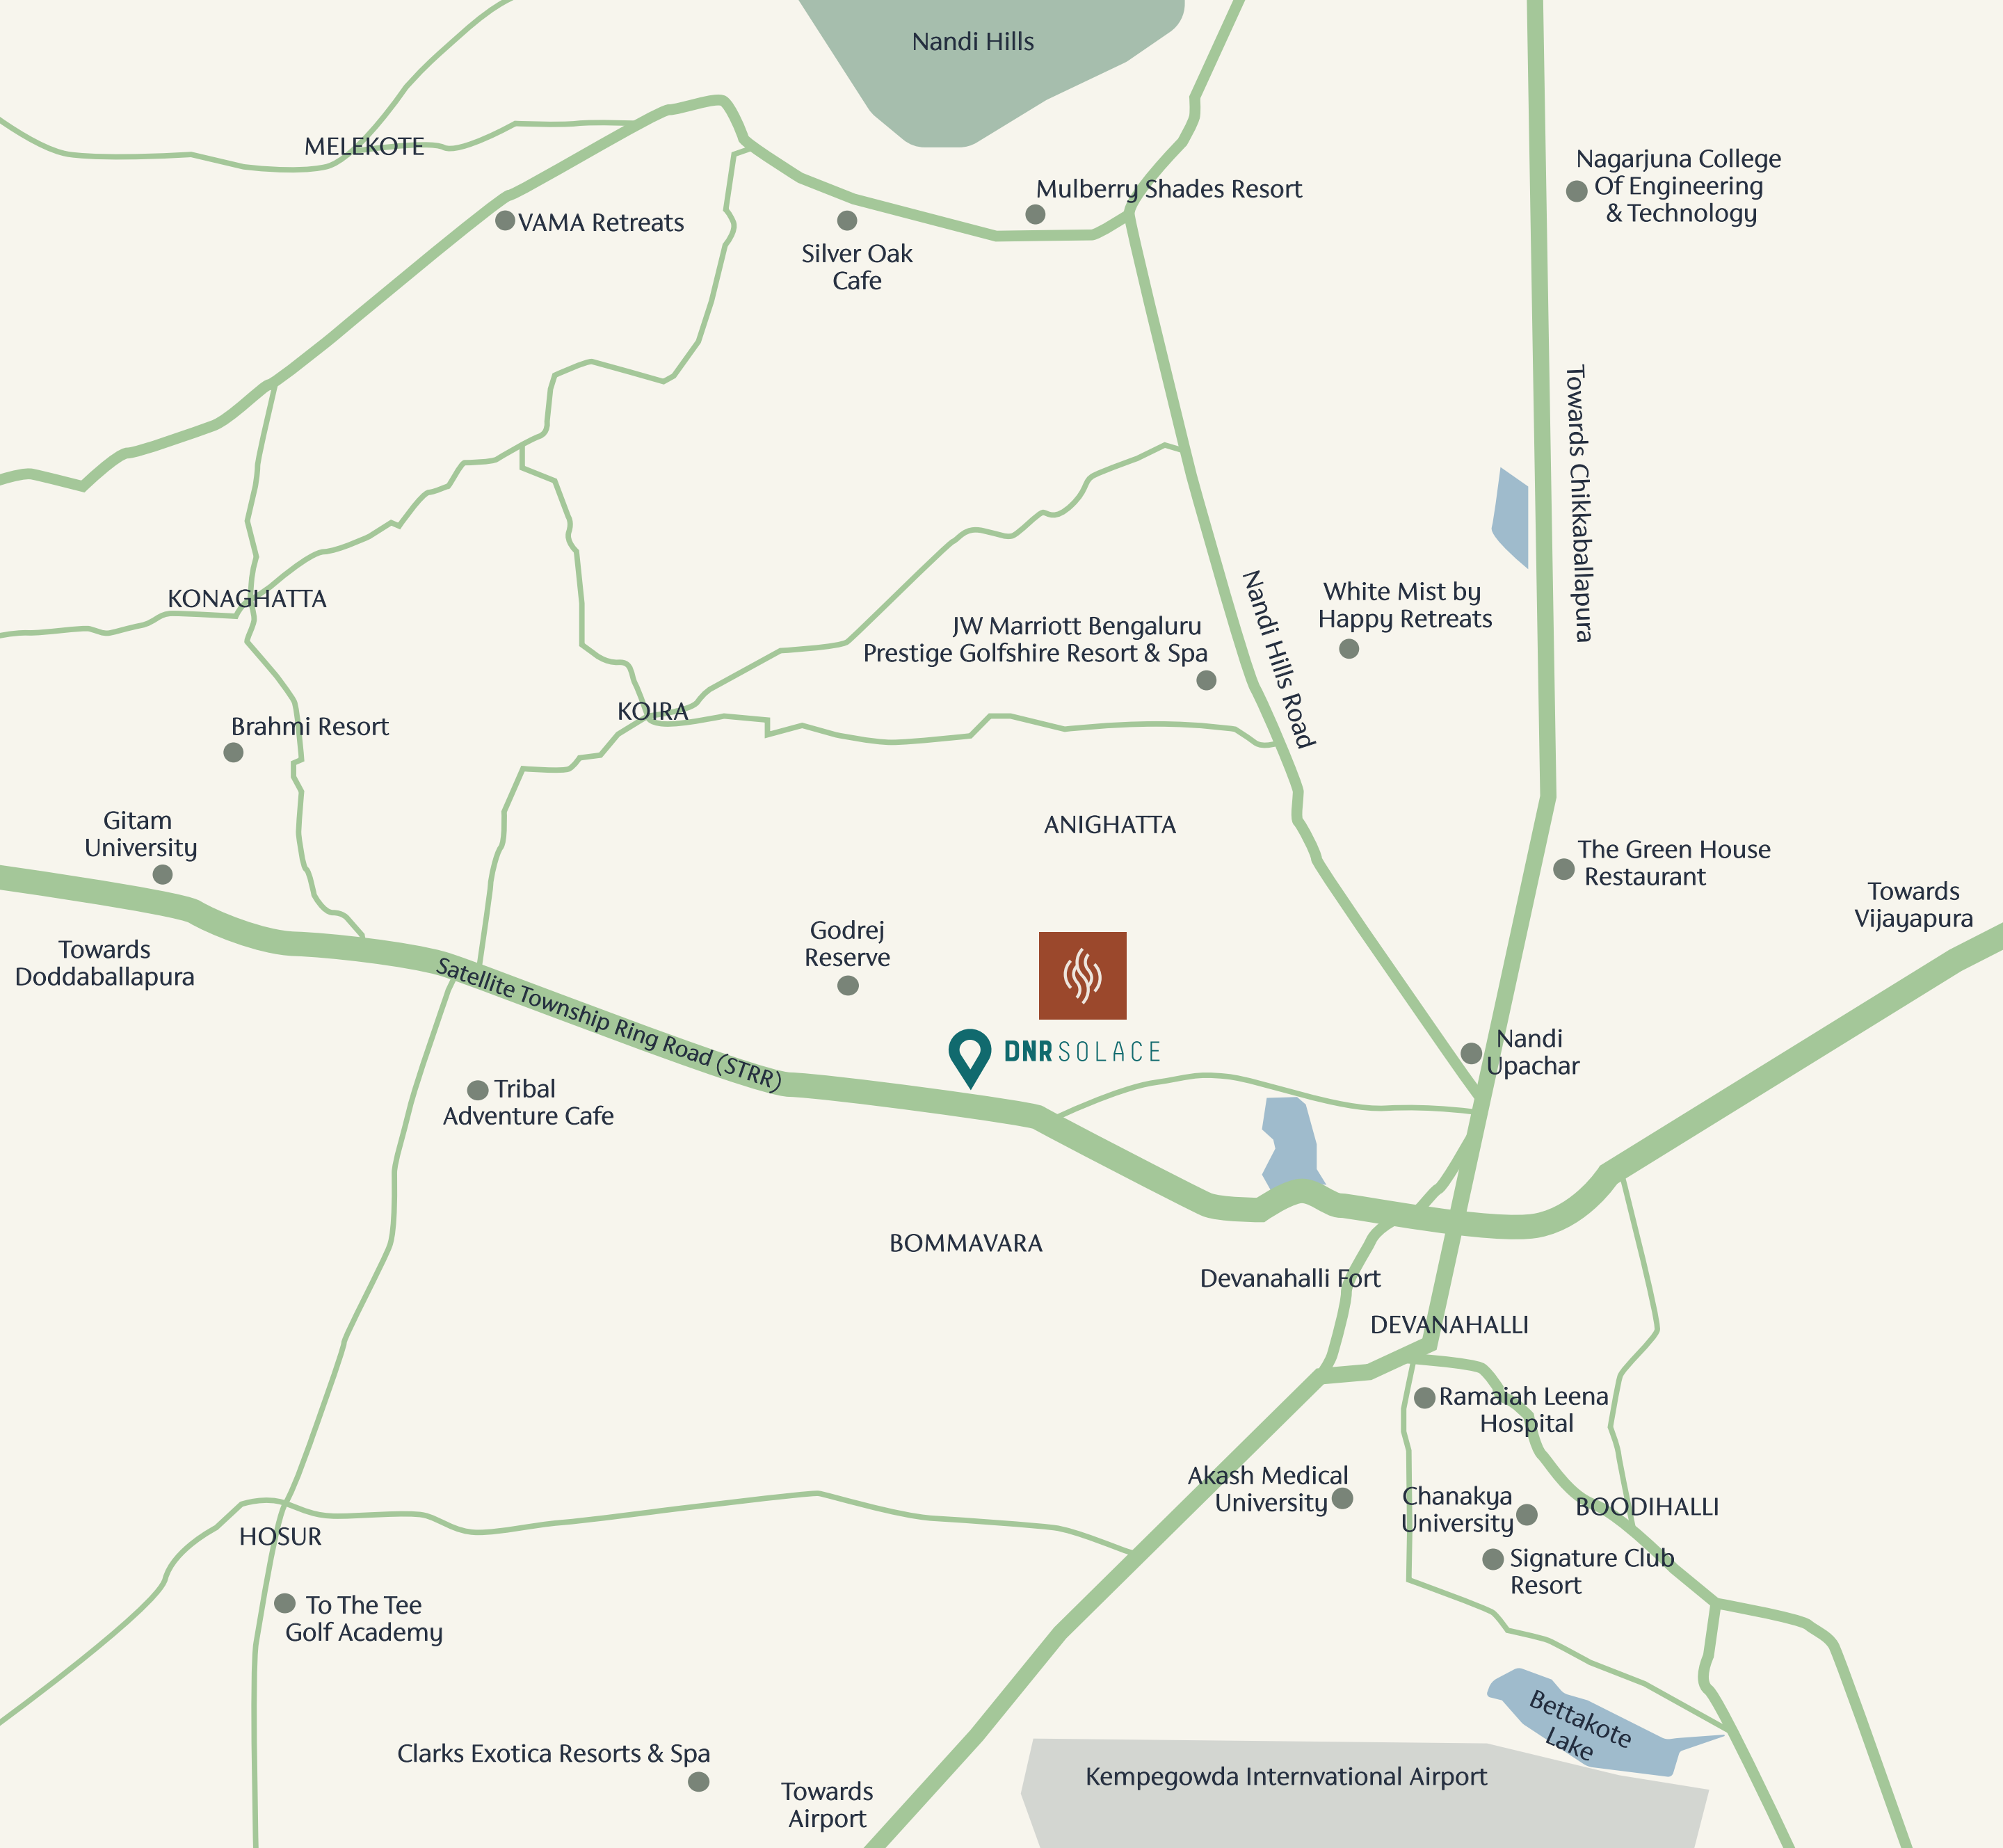 Nandi Hills
MELEKOTE
VAMA Retreats
Silver Oak
Cafe
Mulberry Shades Resort
Nagarjuna College
Of Engineering
& Technology
Towards Chikkaballapura
KONAGHATTA
Nandi Hills Road
White Mist by
Happy Retreats
JW Marriott Bengaluru
Prestige Golfshire Resort & Spa
KOIRA
Brahmi Resort
Gitam
University
ANIGHATTA
The Green House
Restaurant
Towards
Vijayapura
Towards
Doddaballapura
Godrej
Reserve
Satellite Township Ring Road (STRR)
DNR SOLACE
Nandi
Upachar
Tribal
Adventure Cafe
BOMMAVARA
Devanahalli Fort
DEVANAHALLI
Ramaiah Leena
Hospital
Akash Medical
University
Chanakya
University
BOODIHALLI
Signature Club
Resort
HOSUR
To The Tee
Golf Academy
Bettakote
Lake
Clarks Exotica Resorts & Spa
Towards
Airport
Kempegowda Internvational Airport